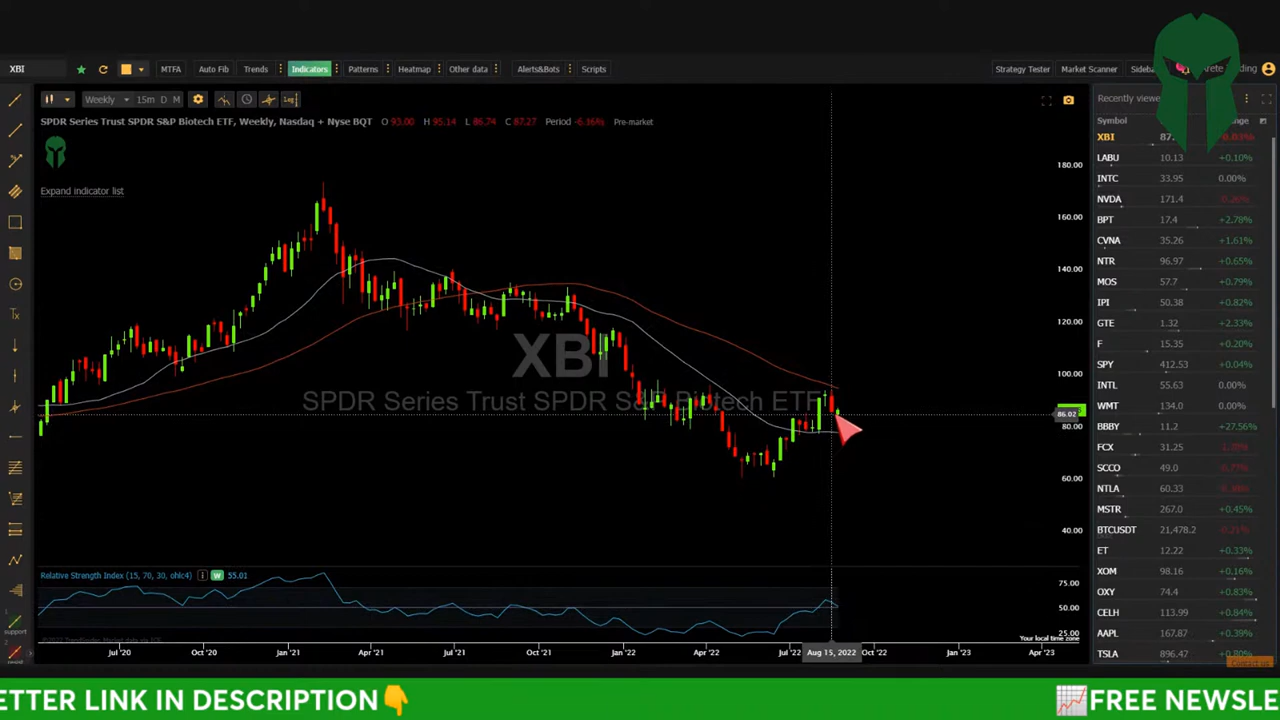 XBI
MTFA
Auto Fib
Trends
Indicators
Patterns
Heatmap
Other data
Alerts&Bots
Scripts
Strategy Tester
Market Scanner
Weekly
15m D M
SPDR Series Trust SPDR S&P Biotech ETF, Weekly, Nasdaq + Nyse BQT O 93.00 H 95.14 L 86.74 C 87.27 Period -6.16% Pre-market
Expand indicator list
XBI
SPDR Series Trust SPDR S&P Biotech ETF
180.00
160.00
140.00
120.00
100.00
86.02
80.00
60.00
40.00
Relative Strength Index (15, 70, 30, ohlc4) W 55.01
75.00
50.00
25.00
Your local time zone
Jul '20 Oct '20 Jan '21 Apr '21 Jul '21 Oct '21 Jan '22 Apr '22 Jul '22 Aug 15, 2022 Oct '22 Jan '23 Apr '23
support
Recently viewe
Symbol
XBI
LABU 10.13 +0.10%
INTC 33.95 0.00%
NVDA 171.4 -0.26%
BPT 17.4 +2.78%
CVNA 35.26 +1.61%
NTR 96.97 +0.65%
MOS 57.7 +0.79%
IPI 50.38 +0.82%
GTE 1.32 +2.33%
F 15.35 +0.20%
SPY 412.53 +0.04%
INTL 55.63
WMT 134.0 0.00%
BBBY 11.2 +27.56%
FCX 31.25
SCCO 49.0
NTLA 60.33
MSTR 267.0 +0.45%
BTCUSDT 21,478.2 -0.21%
ET 12.22 +0.33%
XOM 98.16 +0.16%
OXY 74.4 +0.83%
CELH 113.99 +0.84%
AAPL 167.87 +0.39%
TSLA 896.47
Contact us
ETTER LINK IN DESCRIPTION👇
📈FREE NEWSLE